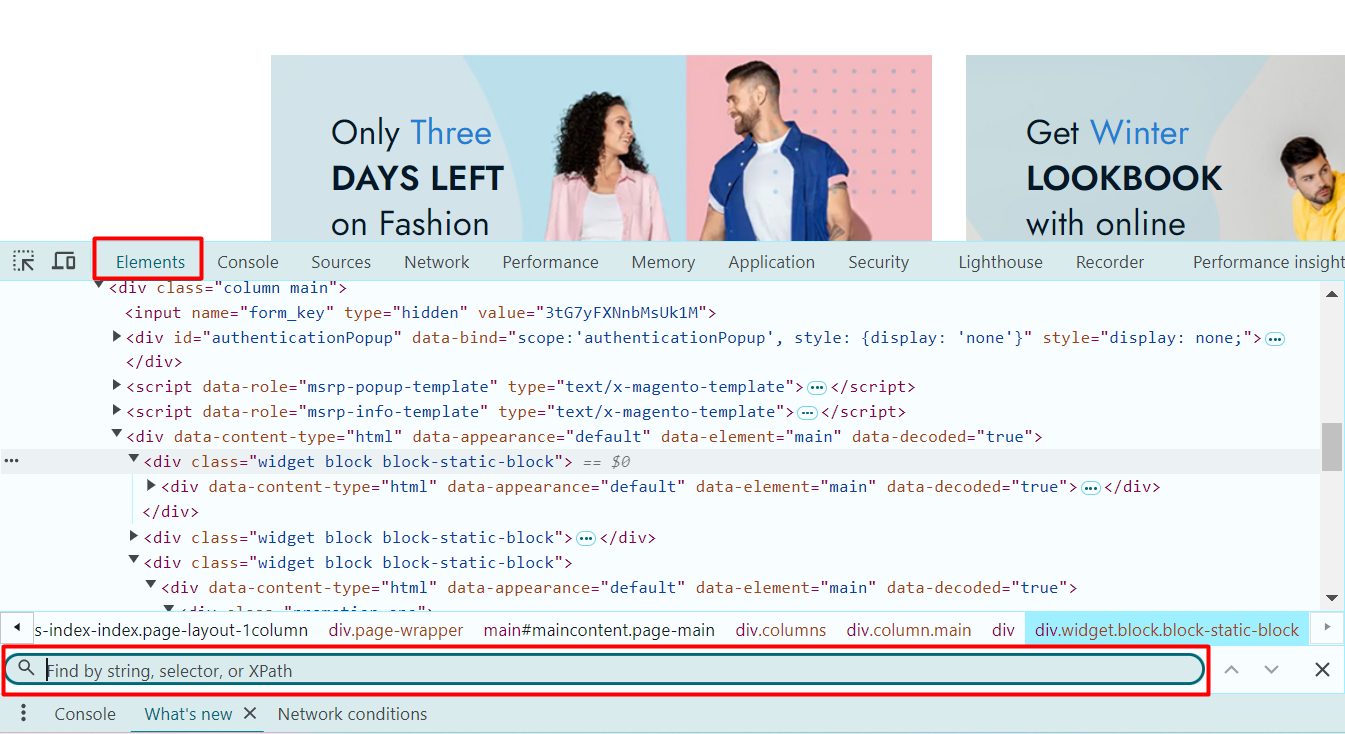 Only Three
DAYS LEFT
on Fashion
Get Winter
LOOKBOOK
with online
Elements Console Sources Network Performance Memory Application Security Lighthouse Recorder Performance insight
<div class="column main">
<input name="form_key" type="hidden" value="3tG7yFXNnbMsUk1M">
<div id="authenticationPopup" data-bind="scope:'authenticationPopup', style: {display: 'none'}" style="display: none;">…
</div>
<script data-role="msrp-popup-template" type="text/x-magento-template">…</script>
<script data-role="msrp-info-template" type="text/x-magento-template">…</script>
<div data-content-type="html" data-appearance="default" data-element="main" data-decoded="true">
<div class="widget block block-static-block"> == $0
<div data-content-type="html" data-appearance="default" data-element="main" data-decoded="true">…</div>
</div>
<div class="widget block block-static-block">…</div>
<div class="widget block block-static-block">
<div data-content-type="html" data-appearance="default" data-element="main" data-decoded="true">
s-index-index.page-layout-1column div.page-wrapper main#maincontent.page-main div.columns div.column.main div div.widget.block.block-static-block
Find by string, selector, or XPath
Console What's new Network conditions